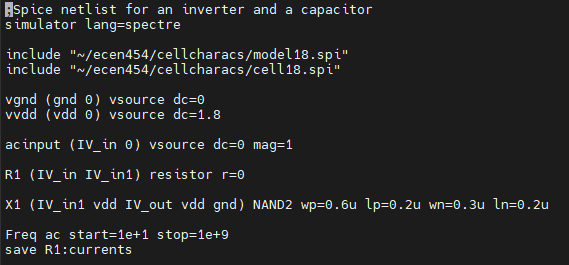 ;Spice netlist for an inverter and a capacitor
simulator lang=spectre
include "~/ecen454/cellcharacs/model18.spi"
include "~/ecen454/cellcharacs/cell18.spi"
vgnd (gnd 0) vsource dc=0
vvdd (vdd 0) vsource dc=1.8
acinput (IV_in 0) vsource dc=0 mag=1
R1 (IV_in IV_in1) resistor r=0
X1 (IV_in1 vdd IV_out vdd gnd) NAND2 wp=0.6u lp=0.2u wn=0.3u ln=0.2u
Freq ac start=1e+1 stop=1e+9
save R1:currents